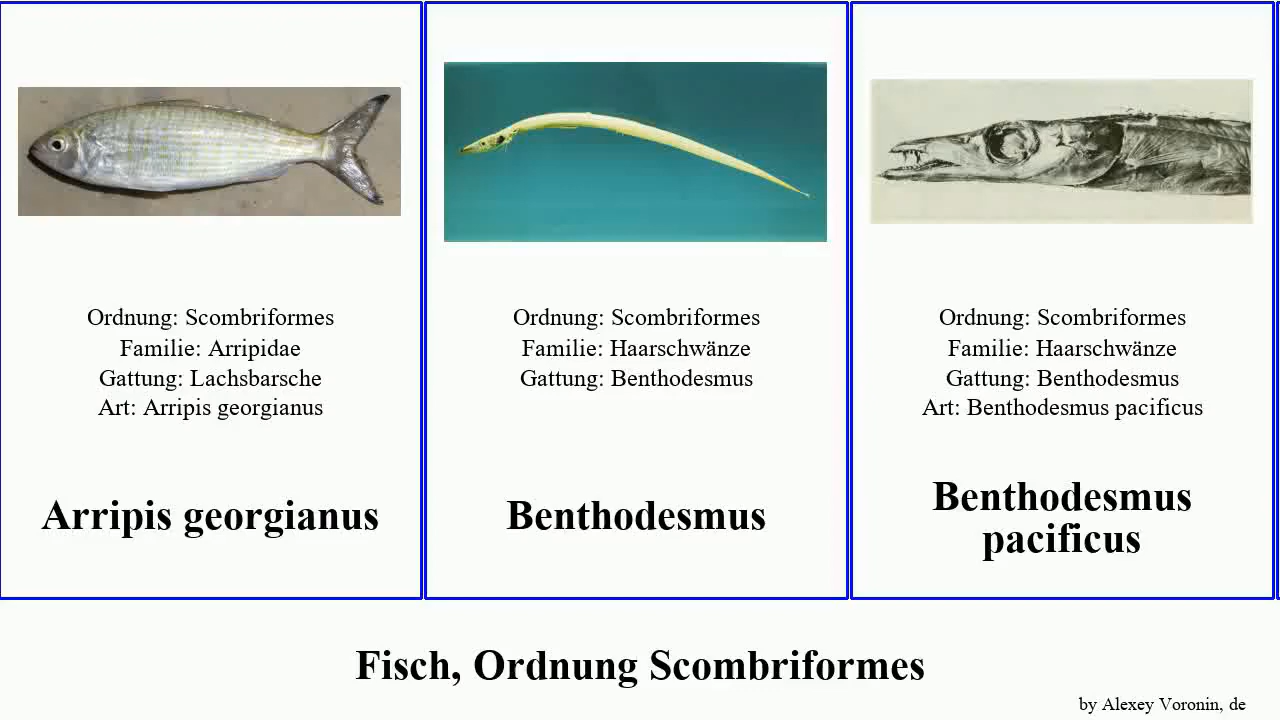 Ordnung: Scombriformes
Familie: Arripidae
Gattung: Lachsbarsche
Art: Arripis georgianus
Arripis georgianus
Ordnung: Scombriformes
Familie: Haarschwänze
Gattung: Benthodesmus
Benthodesmus
Ordnung: Scombriformes
Familie: Haarschwänze
Gattung: Benthodesmus
Art: Benthodesmus pacificus
Benthodesmus
pacificus
Fisch, Ordnung Scombriformes
by Alexey Voronin, de